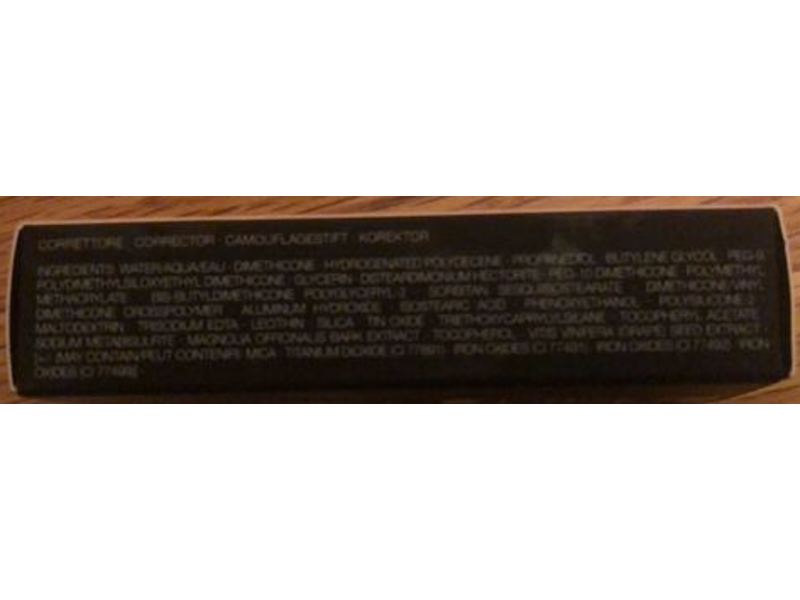 CORRETTORE · CORRECTOR · CAMOUFLAGESTIFT · KOREKTOR
INGREDIENTS: WATER/AQUA/EAU · DIMETHICONE · HYDROGENATED POLYDECENE · PROPANEDIOL · BUTYLENE GLYCOL · PEG-9
POLYDIMETHYLSILOXYETHYL DIMETHICONE · GLYCERIN · DISTEARDIMONIUM HECTORITE · PEG-10 DIMETHICONE · POLYMETHYL
METHACRYLATE · BIS-BUTYLDIMETHICONE POLYGLYCERYL-3 · SORBITAN SESQUIISOSTEARATE · DIMETHICONE/VINYL
DIMETHICONE CROSSPOLYMER · ALUMINUM HYDROXIDE · ISOSTEARIC ACID · PHENOXYETHANOL · POLYSILICONE-2 ·
MALTODEXTRIN · TRISODIUM EDTA · LECITHIN · SILICA · TIN OXIDE · TRIETHOXYCAPRYLYLSILANE · TOCOPHERYL ACETATE ·
SODIUM METABISULFITE · MAGNOLIA OFFICINALIS BARK EXTRACT · TOCOPHEROL · VITIS VINIFERA (GRAPE) SEED EXTRACT ·
[+/- (MAY CONTAIN/PEUT CONTENIR): MICA · TITANIUM DIOXIDE (CI 77891) · IRON OXIDES (CI 77491) · IRON OXIDES (CI 77492) · IRON
OXIDES (CI 77499)] ·